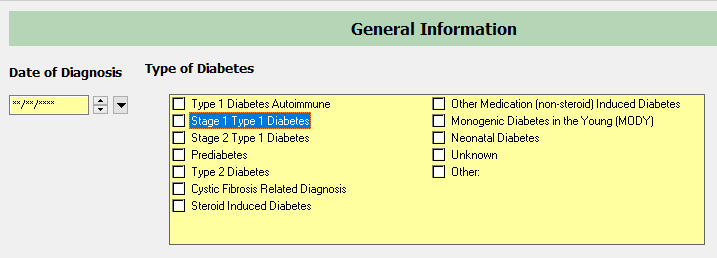 General Information
Date of Diagnosis
Type of Diabetes
**/**/****
Type 1 Diabetes Autoimmune
Stage 1 Type 1 Diabetes
Stage 2 Type 1 Diabetes
Prediabetes
Type 2 Diabetes
Cystic Fibrosis Related Diagnosis
Steroid Induced Diabetes
Other Medication (non-steroid) Induced Diabetes
Monogenic Diabetes in the Young (MODY)
Neonatal Diabetes
Unknown
Other: